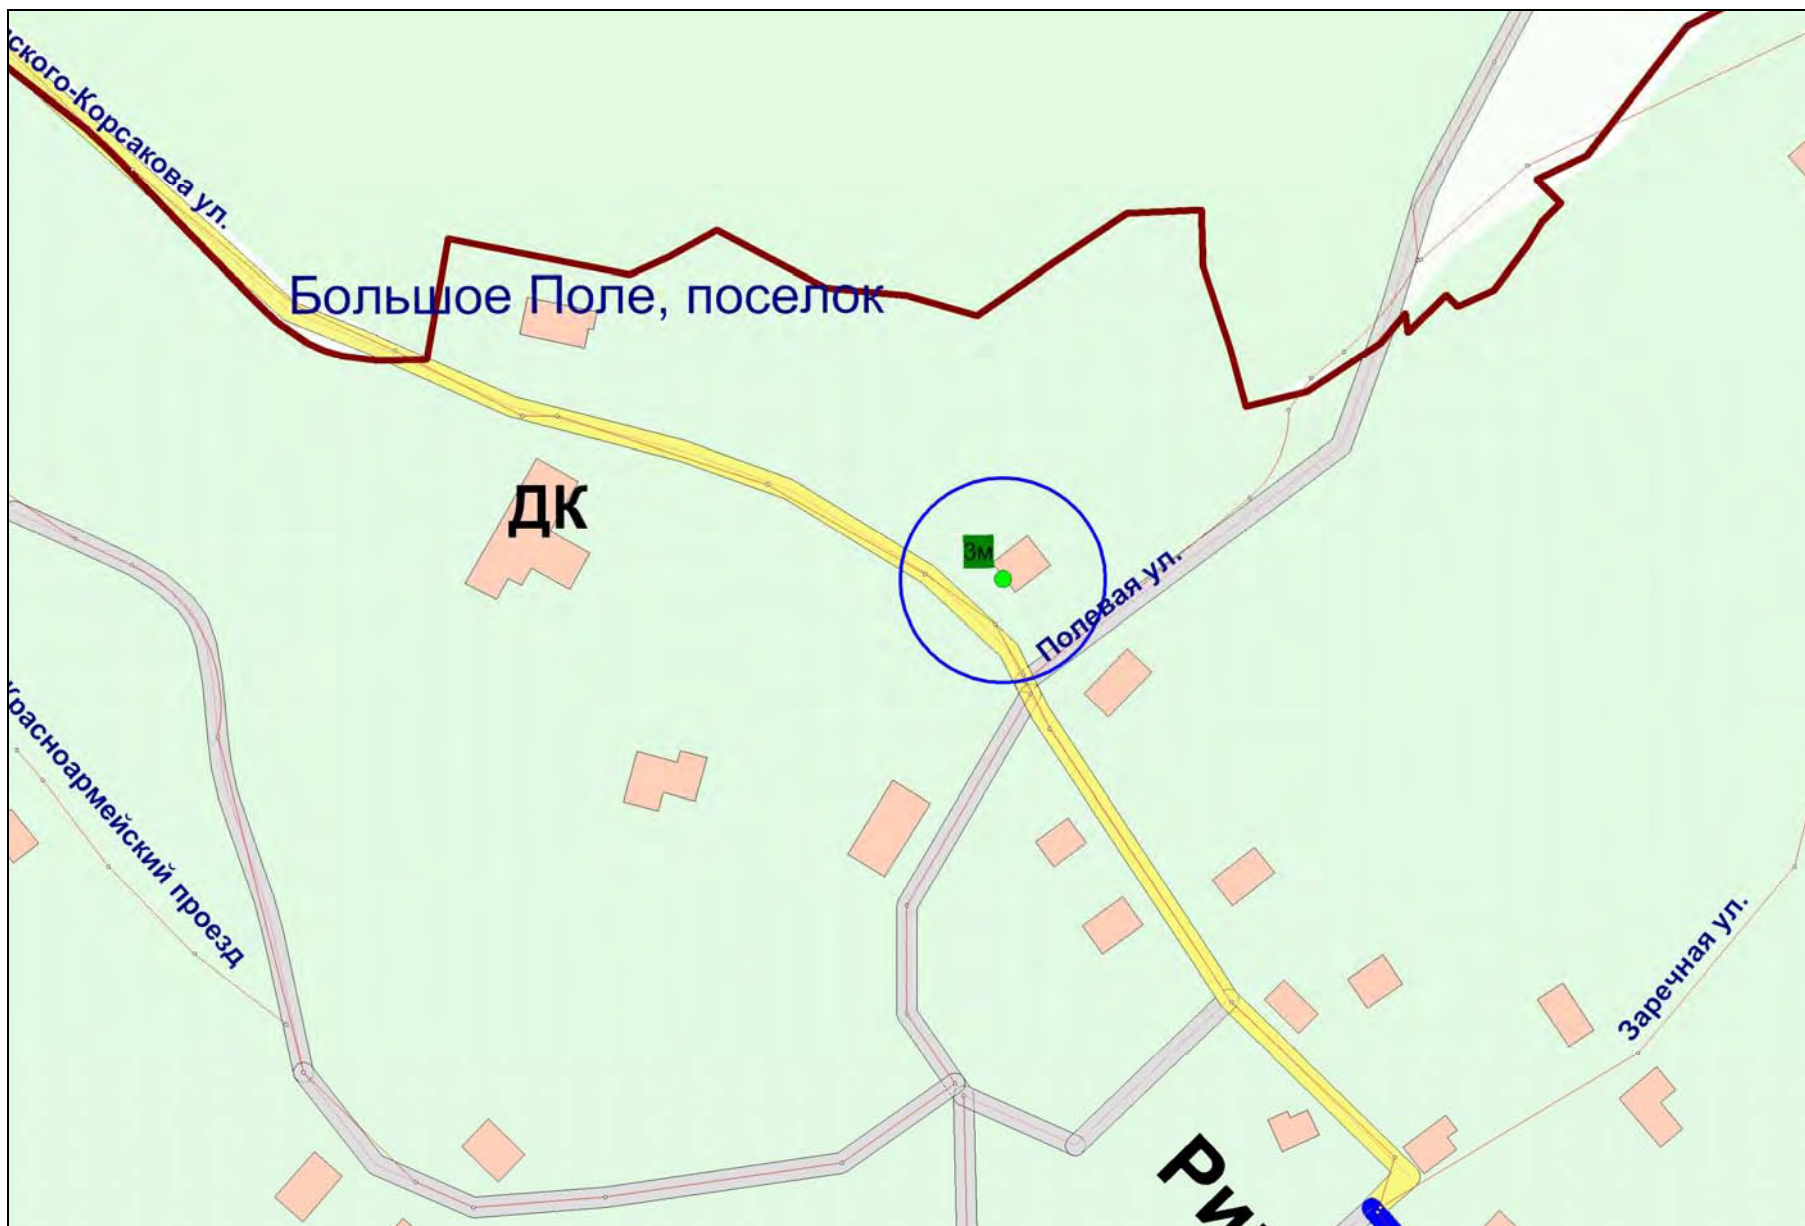 ского-Корсакова ул.
Большое Поле, поселок
ДК
3м
Полевая ул.
Красноармейский проезд
Заречная ул.
Ри